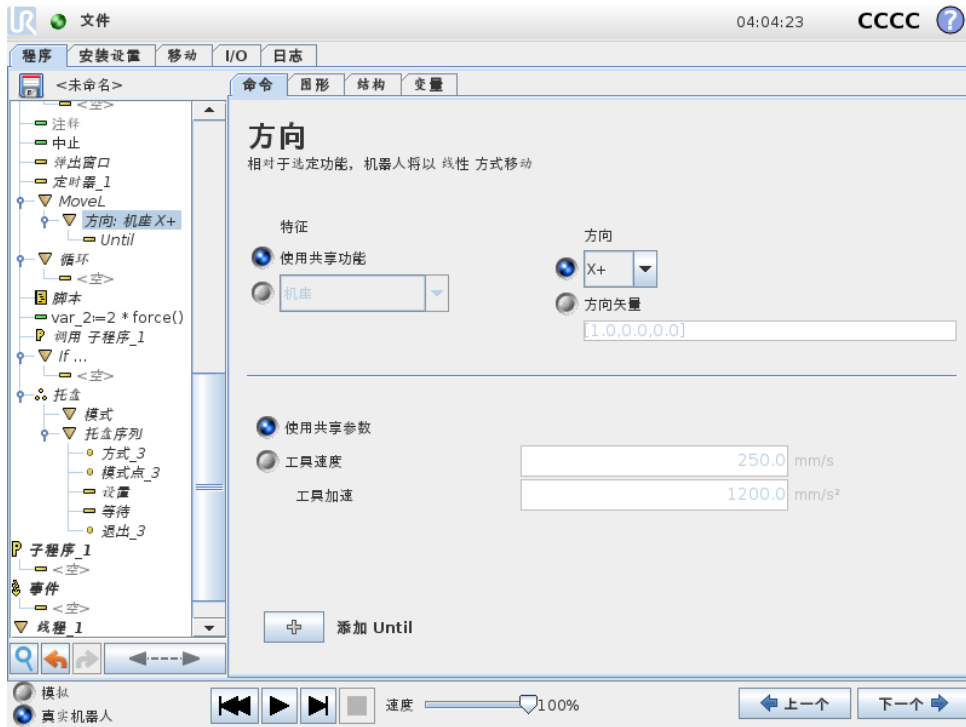 UR 文件 04:04:23 CCCC ?
程序 安装设置 移动 I/O 日志
<未命名>
命令 图形 结构 变量
<空>
注释
中止
弹出窗口
定时器_1
MoveL
方向: 机座 X+
Until
循环
<空>
脚本
var_2:=2 * force()
调用 子程序_1
If ...
<空>
托盘
模式
托盘序列
方式_3
模式点_3
设置
等待
退出_3
P 子程序_1
<空>
事件
<空>
线程_1
方向
相对于选定功能，机器人将以 线性 方式移动
特征
使用共享功能
机座
方向
X+
方向矢量
[1.0,0.0,0.0]
使用共享参数
工具速度 250.0 mm/s
工具加速 1200.0 mm/s²
添加 Until
模拟
真实机器人
速度 100%
上一个 下一个